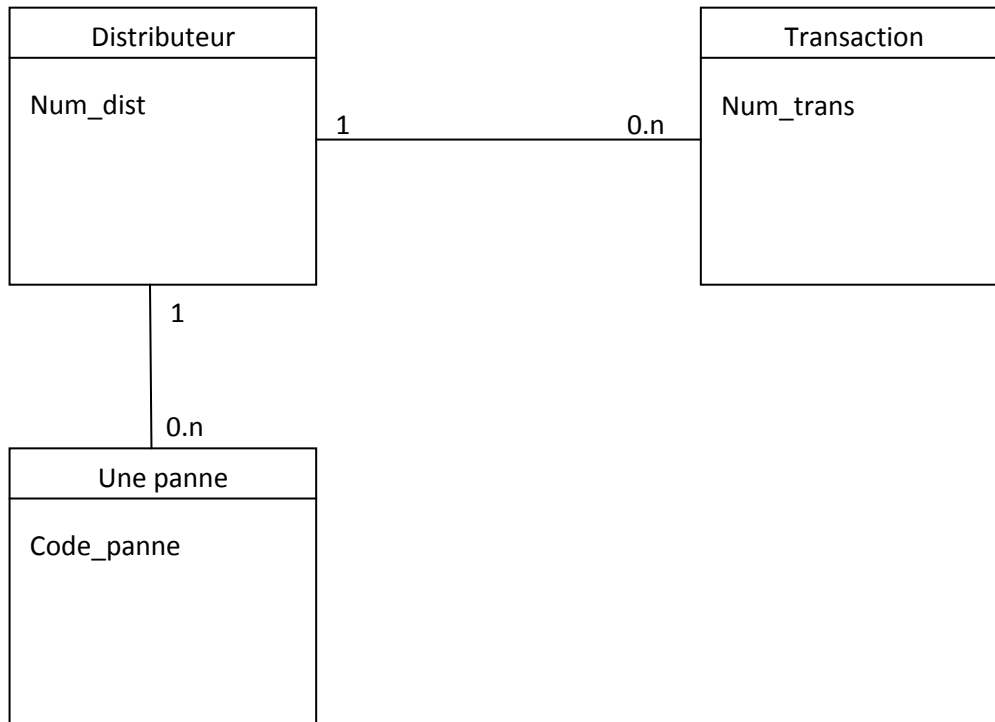 Distributeur
Num_dist
Transaction
Num_trans
1
0.n
1
0.n
Une panne
Code_panne